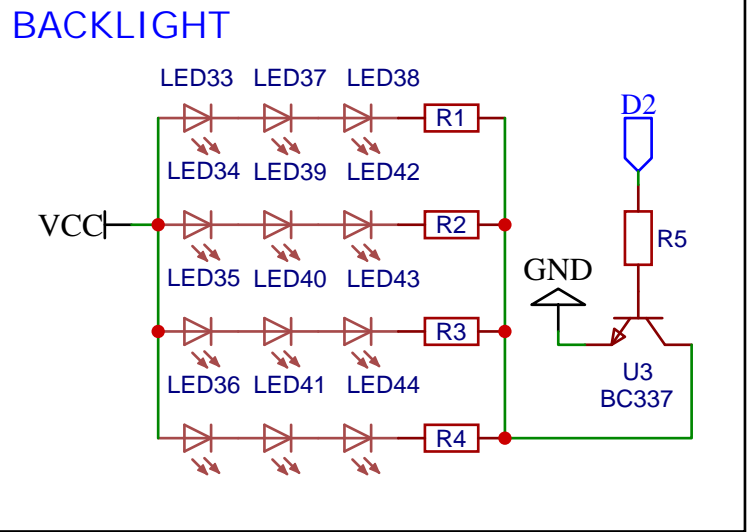 BACKLIGHT
LED33 LED37 LED38
R1
D2
LED34 LED39 LED42
VCC
R2
R5
GND
LED35 LED40 LED43
R3
U3
BC337
LED36 LED41 LED44
R4